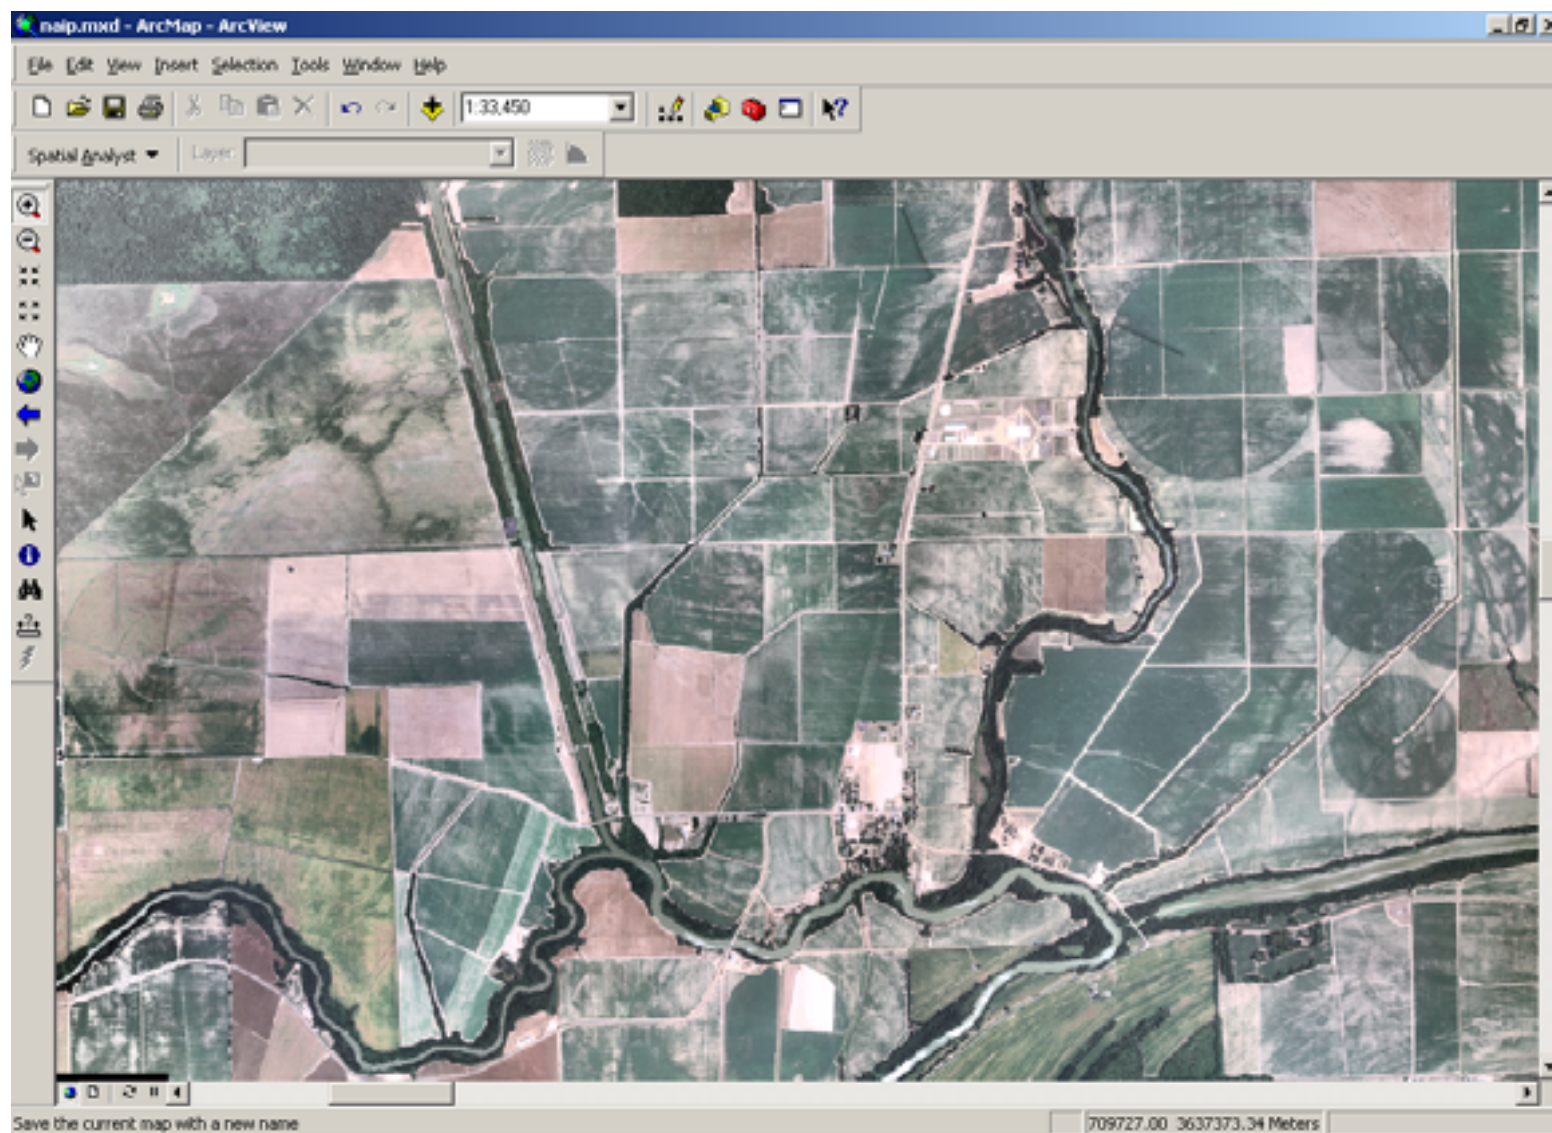 naip.mxd - ArcMap - ArcView
File Edit View Insert Selection Tools Window Help
1:33,450
Spatial Analyst Layer:
Save the current map with a new name
709727.00 3637373.34 Meters